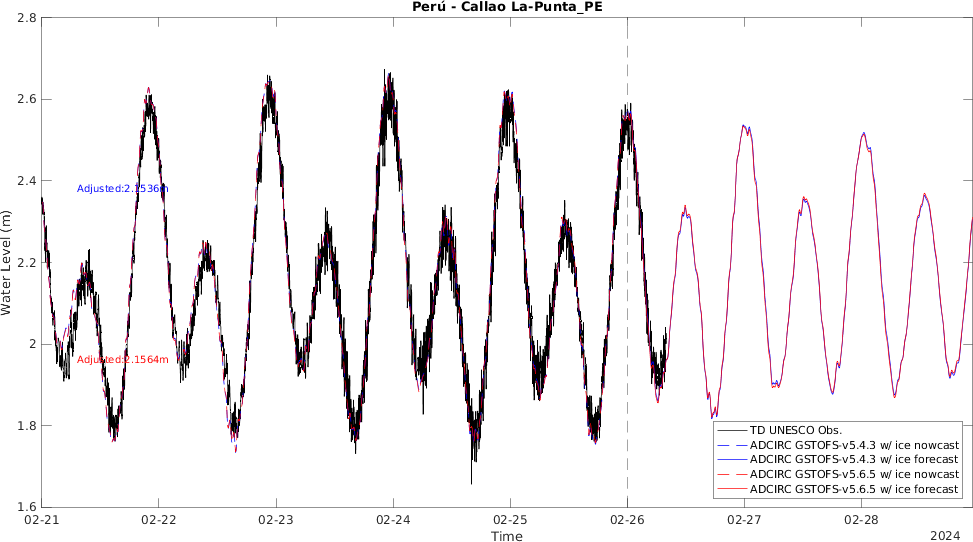 Perú - Callao La-Punta_PE
2.8
2.6
2.4
2.2
2
1.8
1.6
Water Level (m)
Adjusted:2.1536m
Adjusted:2.1564m
TD UNESCO Obs.
ADCIRC GSTOFS-v5.4.3 w/ ice nowcast
ADCIRC GSTOFS-v5.4.3 w/ ice forecast
ADCIRC GSTOFS-v5.6.5 w/ ice nowcast
ADCIRC GSTOFS-v5.6.5 w/ ice forecast
02-21 02-22 02-23 02-24 02-25 02-26 02-27 02-28
Time
2024